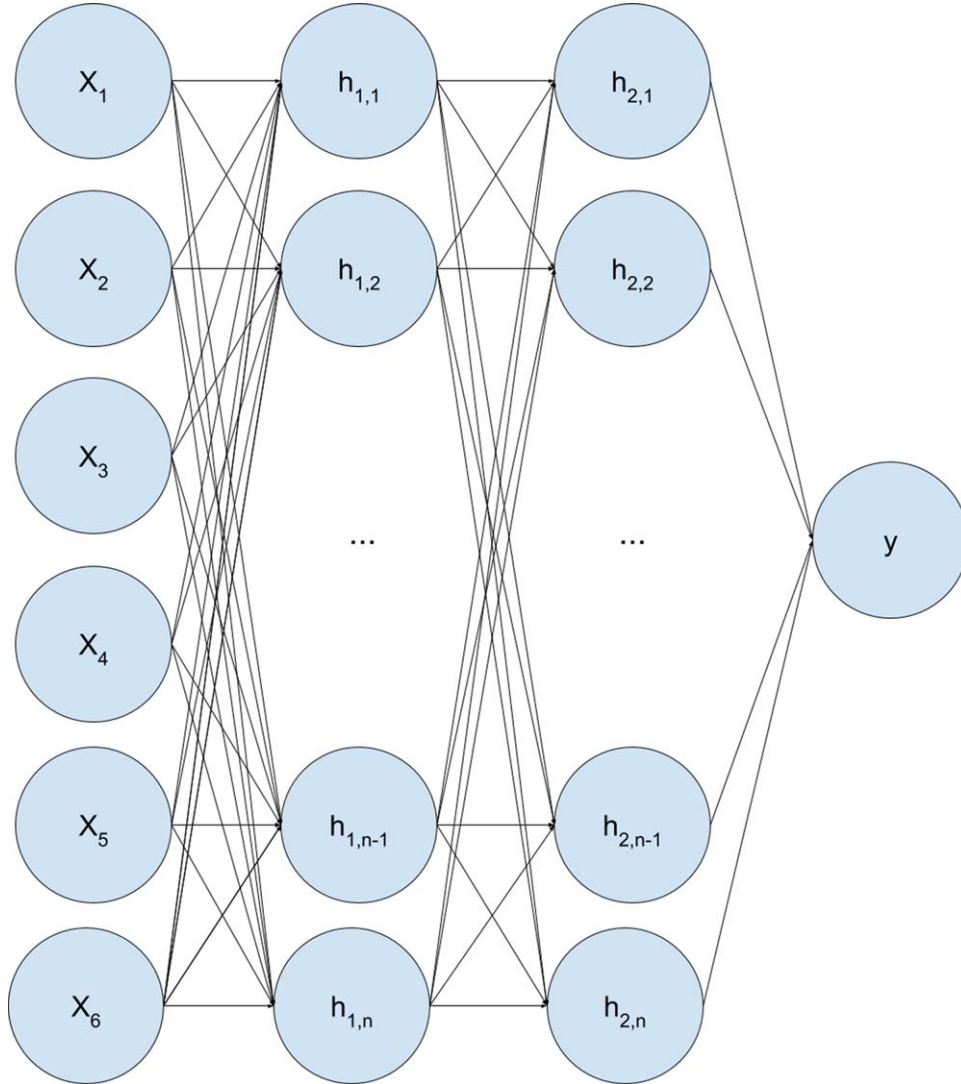 X1 h1,1 h2,1
X2 h1,2 h2,2
X3
... ...
y
X4
X5 h1,n-1 h2,n-1
X6 h1,n h2,n